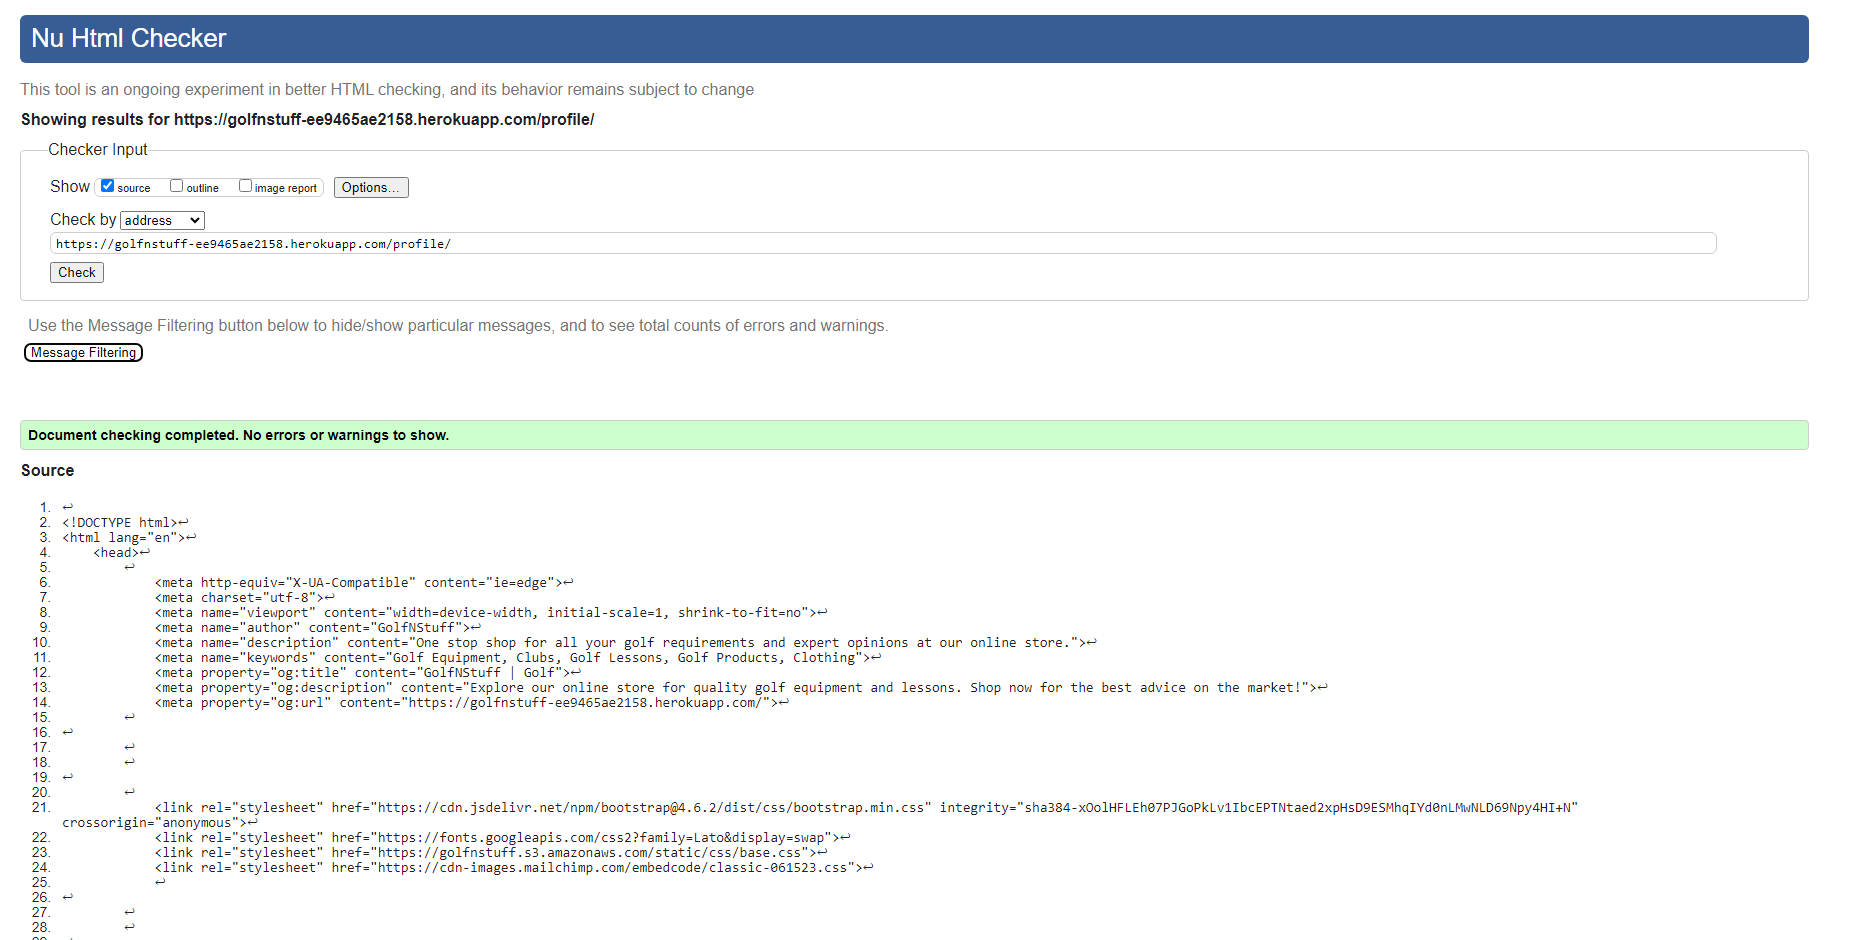 Nu Html Checker
This tool is an ongoing experiment in better HTML checking, and its behavior remains subject to change
Showing results for https://golfnstuff-ee9465ae2158.herokuapp.com/profile/
Checker Input
Show source outline image report Options...
Check by address
https://golfnstuff-ee9465ae2158.herokuapp.com/profile/
Check
Use the Message Filtering button below to hide/show particular messages, and to see total counts of errors and warnings.
Message Filtering
Document checking completed. No errors or warnings to show.
Source
1. ↩
2. <!DOCTYPE html>↩
3. <html lang="en">↩
4. <head>↩
5. ↩
6. <meta http-equiv="X-UA-Compatible" content="ie=edge">↩
7. <meta charset="utf-8">↩
8. <meta name="viewport" content="width=device-width, initial-scale=1, shrink-to-fit=no">↩
9. <meta name="author" content="GolfNStuff">↩
10. <meta name="description" content="One stop shop for all your golf requirements and expert opinions at our online store.">↩
11. <meta name="keywords" content="Golf Equipment, Clubs, Golf Lessons, Golf Products, Clothing">↩
12. <meta property="og:title" content="GolfNStuff | Golf">↩
13. <meta property="og:description" content="Explore our online store for quality golf equipment and lessons. Shop now for the best advice on the market!">↩
14. <meta property="og:url" content="https://golfnstuff-ee9465ae2158.herokuapp.com/">↩
15. ↩
16. ↩
17. ↩
18. ↩
19. ↩
20. ↩
21. <link rel="stylesheet" href="https://cdn.jsdelivr.net/npm/bootstrap@4.6.2/dist/css/bootstrap.min.css" integrity="sha384-xOolHFLEh07PJGoPkLv1IbcEPTNtaed2xpHsD9ESMhqIYd0nLMwNLD69Npy4HI+N"
crossorigin="anonymous">↩
22. <link rel="stylesheet" href="https://fonts.googleapis.com/css2?family=Lato&display=swap">↩
23. <link rel="stylesheet" href="https://golfnstuff.s3.amazonaws.com/static/css/base.css">↩
24. <link rel="stylesheet" href="https://cdn-images.mailchimp.com/embedcode/classic-061523.css">↩
25. ↩
26. ↩
27. ↩
28. ↩